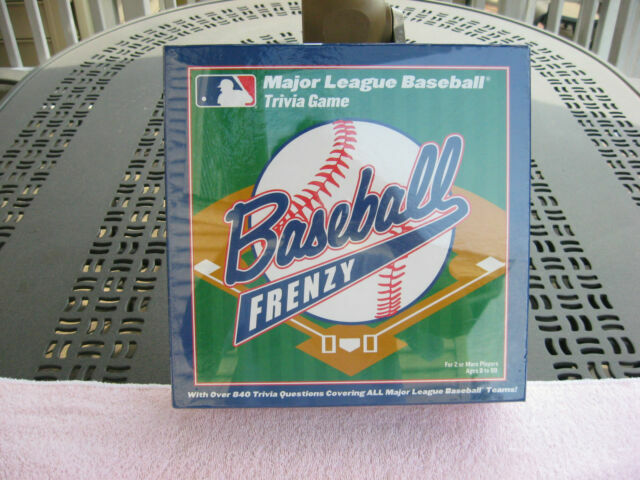 Major League Baseball®
Trivia Game
Baseball
FRENZY
For 2 or More Players
Ages 8 to 99
With Over 840 Trivia Questions Covering ALL Major League Baseball® Teams!